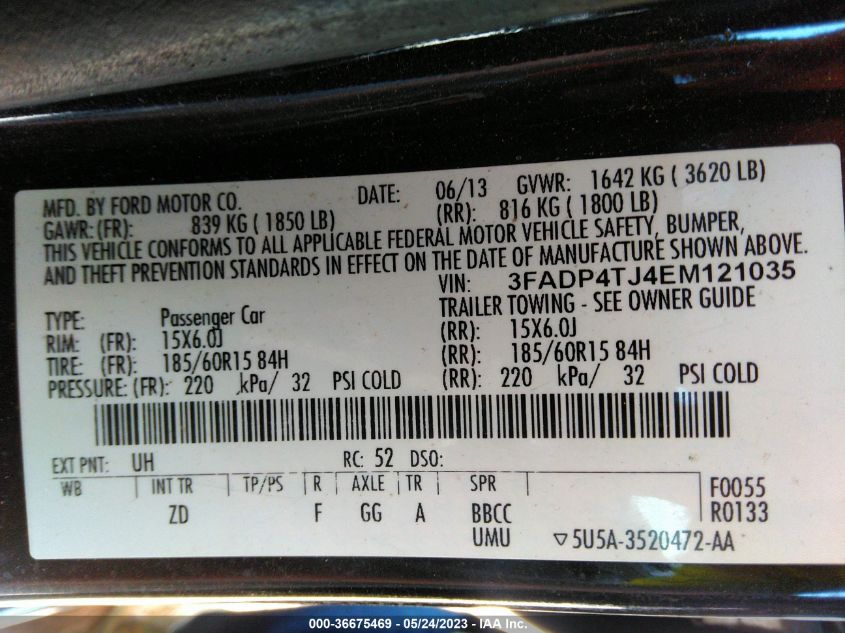 MFD. BY FORD MOTOR CO. DATE: 06/13 GVWR: 1642 KG ( 3620 LB)
GAWR: (FR): 839 KG ( 1850 LB) (RR): 816 KG ( 1800 LB)
THIS VEHICLE CONFORMS TO ALL APPLICABLE FEDERAL MOTOR VEHICLE SAFETY, BUMPER,
AND THEFT PREVENTION STANDARDS IN EFFECT ON THE DATE OF MANUFACTURE SHOWN ABOVE.
VIN: 3FADP4TJ4EM121035
TYPE: Passenger Car TRAILER TOWING - SEE OWNER GUIDE
RIM: (FR): 15X6.0J (RR): 15X6.0J
TIRE: (FR): 185/60R15 84H (RR): 185/60R15 84H
PRESSURE: (FR): 220 kPa/ 32 PSI COLD (RR): 220 kPa/ 32 PSI COLD
EXT PNT: UH RC: 52 DSO:
WB INT TR TP/PS R AXLE TR SPR F0055
ZD F GG A BBCC R0133
UMU ▽5U5A-3520472-AA
000-36675469 - 05/24/2023 - IAA Inc.